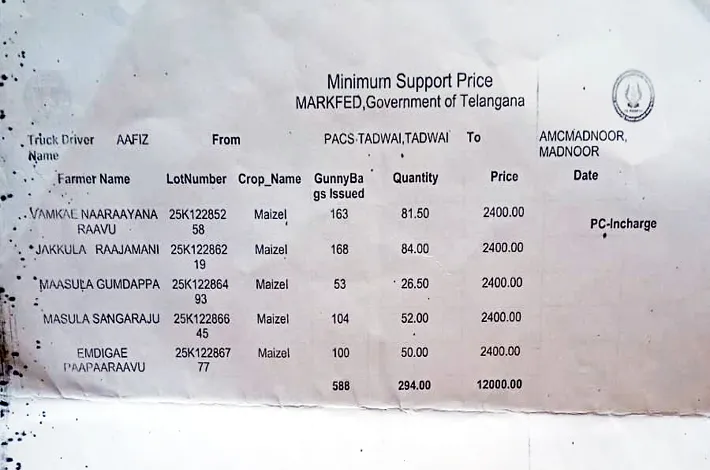 Minimum Support Price
MARKFED,Government of Telangana
Truck Driver AAFIZ From PACS-TADWAI,TADWAI To AMCMADNOOR,
Name MADNOOR
Farmer Name LotNumber Crop_Name GunnyBa Quantity Price Date
gs Issued
VAMKAE NAARAAYANA 25K122852 Maizel 163 81.50 2400.00
RAAVU 58 PC-Incharge
JAKKULA RAAJAMANI 25K122862 Maizel 168 84.00 2400.00
19
MAASULA GUMDAPPA 25K122864 Maizel 53 26.50 2400.00
93
MASULA SANGARAJU 25K122866 Maizel 104 52.00 2400.00
45
EMDIGAE 25K122867 Maizel 100 50.00 2400.00
PAAPAARAAVU 77
588 294.00 12000.00